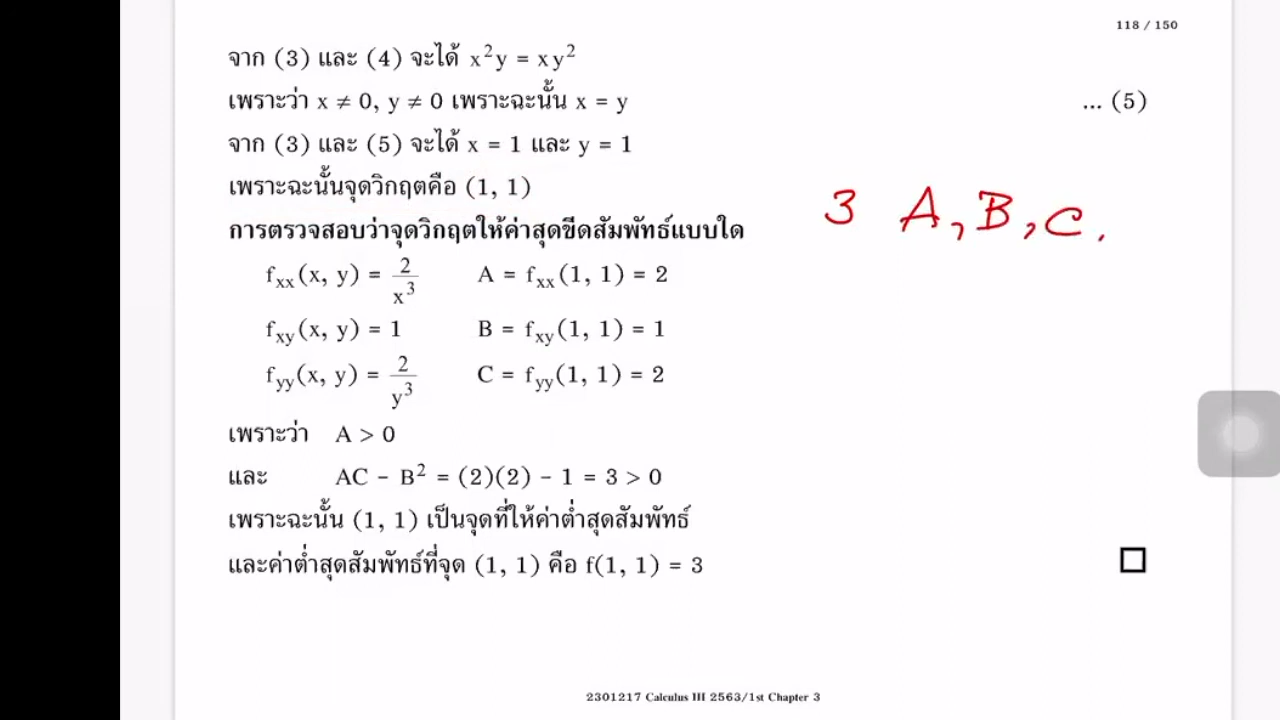 118 / 150
จาก (3) และ (4) จะได้ x²y = xy²
เพราะว่า x ≠ 0, y ≠ 0 เพราะฉะนั้น x = y ... (5)
จาก (3) และ (5) จะได้ x = 1 และ y = 1
เพราะฉะนั้นจุดวิกฤตคือ (1, 1)
3 A, B, C.
การตรวจสอบว่าจุดวิกฤตให้ค่าสุดขีดสัมพัทธ์แบบใด
fxx(x, y) = 2/x³ A = fxx(1, 1) = 2
fxy(x, y) = 1 B = fxy(1, 1) = 1
fyy(x, y) = 2/y³ C = fyy(1, 1) = 2
เพราะว่า A > 0
และ AC - B² = (2)(2) - 1 = 3 > 0
เพราะฉะนั้น (1, 1) เป็นจุดที่ให้ค่าต่ำสุดสัมพัทธ์
และค่าต่ำสุดสัมพัทธ์ที่จุด (1, 1) คือ f(1, 1) = 3
2301217 Calculus III 2563/1st Chapter 3